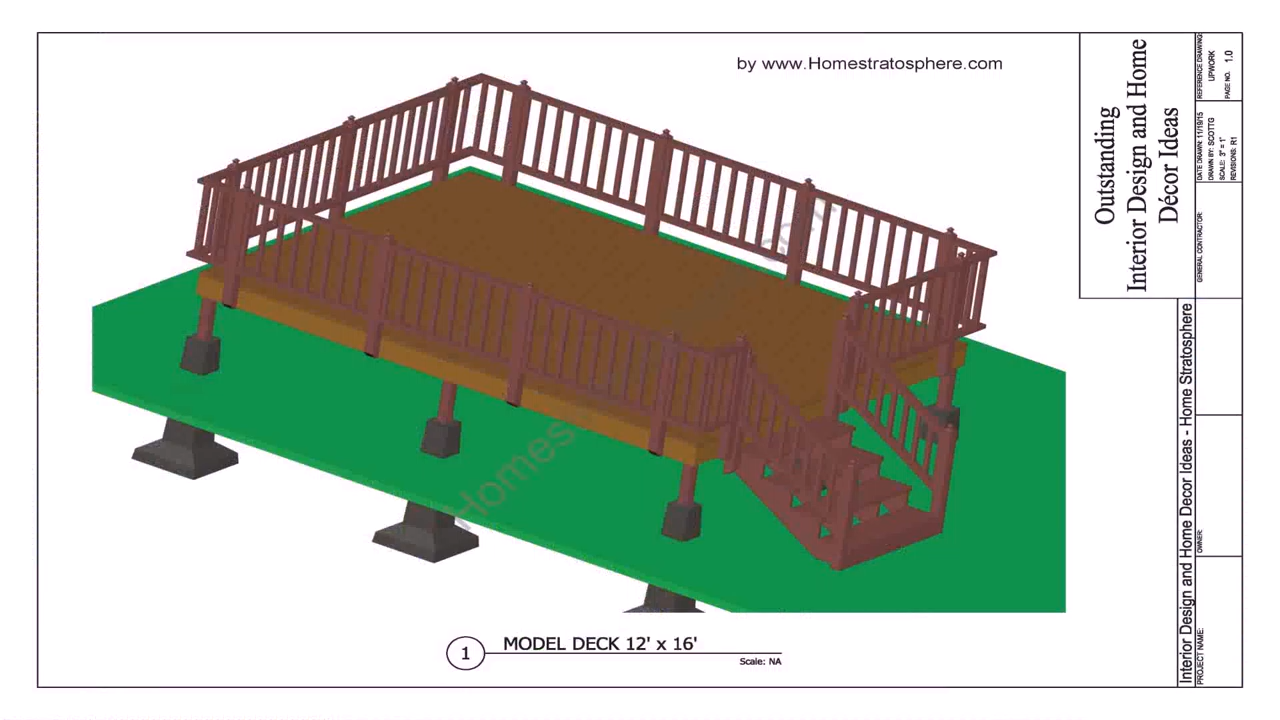 by www.Homestratosphere.com
Outstanding
Interior Design and Home
Décor Ideas
REFERENCE DRAWING:
UPWORK
PAGE NO. 1.0
DATE DRAWN: 11/19/15
DRAWN BY: SCOTTG
SCALE: 3" = 1'
REVISIONS: R1
GENERAL CONTRACTOR:
OWNER:
PROJECT NAME:
Interior Design and Home Decor Ideas - Home Stratosphere
1
MODEL DECK 12' x 16'
Scale: NA